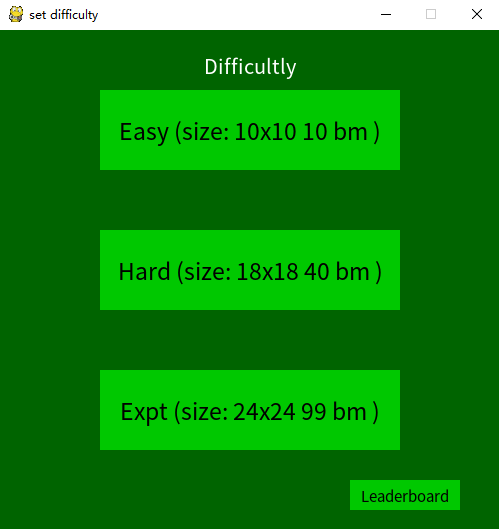 set difficulty
Difficultly
Easy (size: 10x10 10 bm )
Hard (size: 18x18 40 bm )
Expt (size: 24x24 99 bm )
Leaderboard